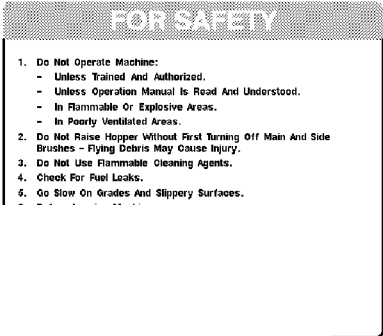 FOR SAFETY
1. Do Not Operate Machine:
- Unless Trained And Authorized.
- Unless Operation Manual Is Read And Understood.
- In Flammable Or Explosive Areas.
- In Poorly Ventilated Areas.
2. Do Not Raise Hopper Without First Turning Off Main And Side
Brushes – Flying Debris May Cause Injury.
3. Do Not Use Flammable Cleaning Agents.
4. Check For Fuel Leaks.
5. Go Slow On Grades And Slippery Surfaces.